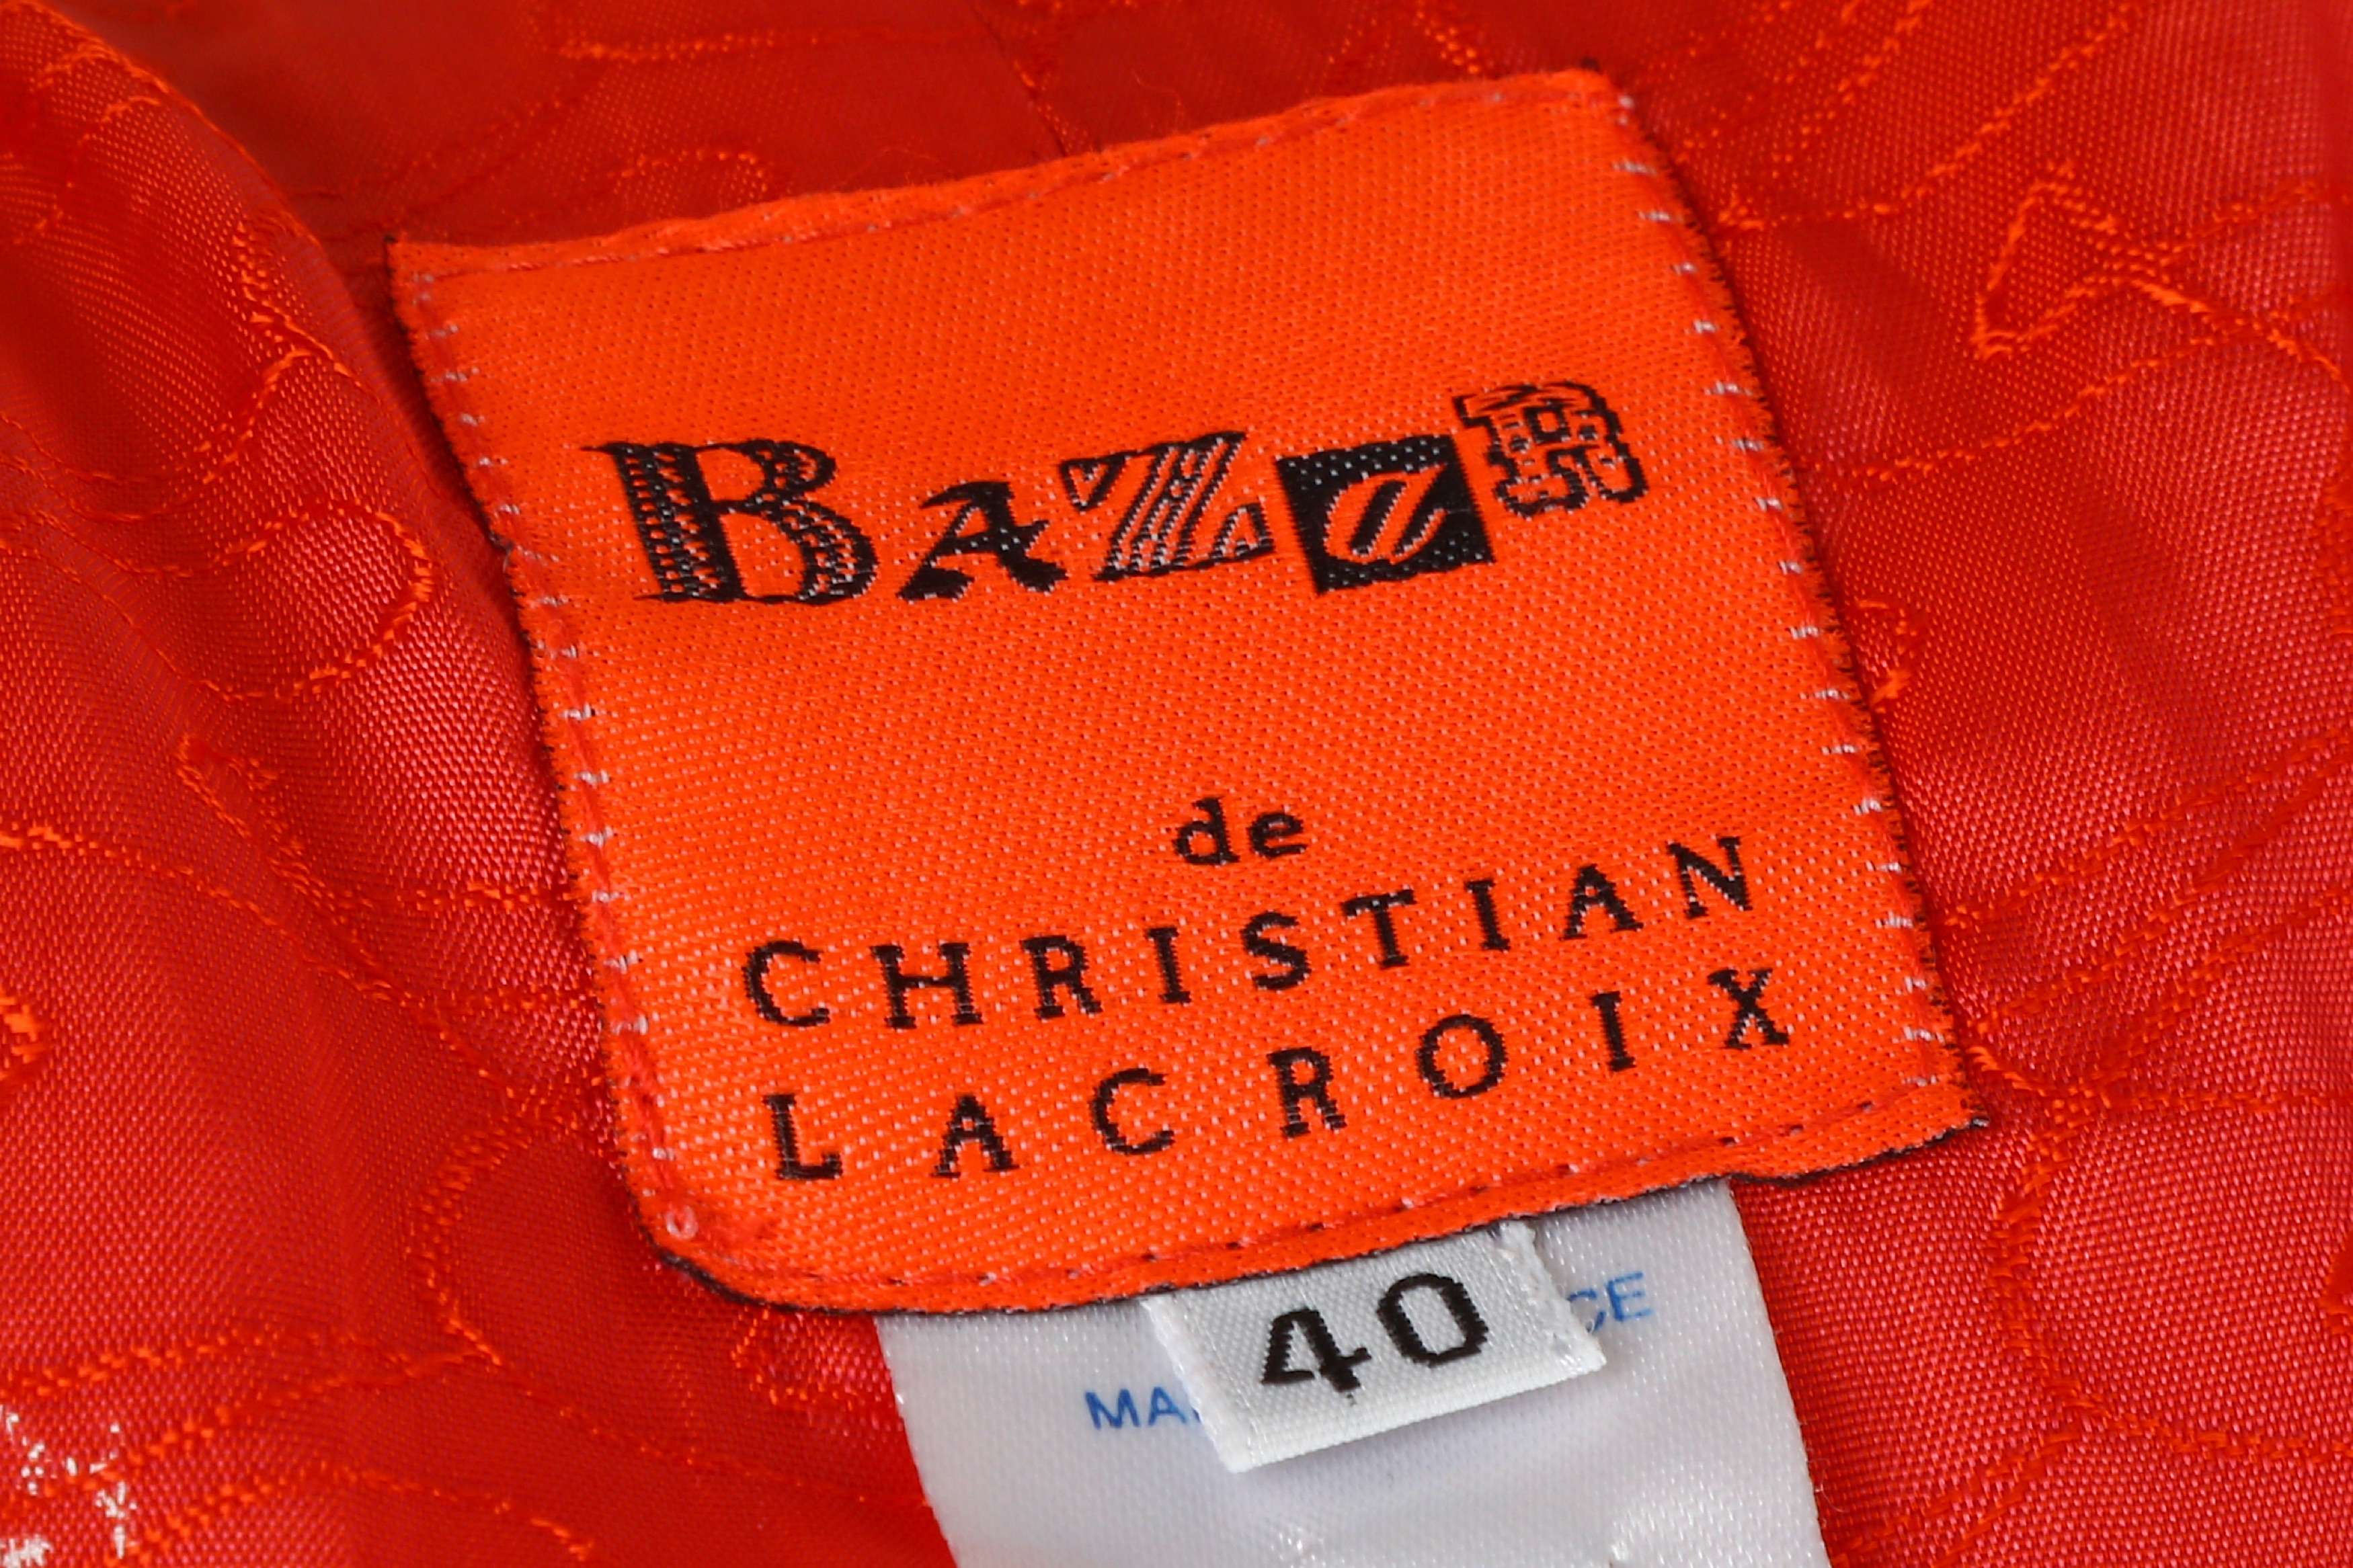 BaZaR
de
CHRISTIAN
LACROIX
40